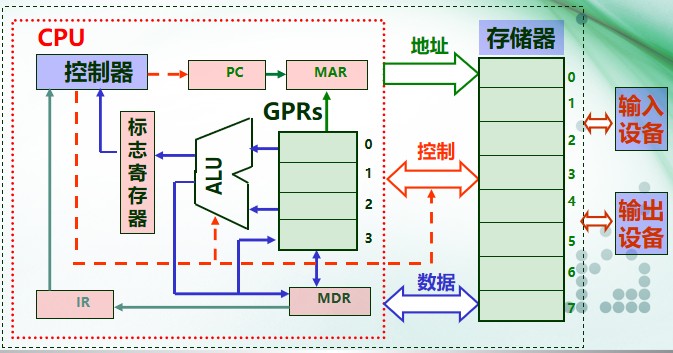 CPU
控制器
PC
MAR
地址
存储器
GPRs
标
志
寄
存
器
ALU
0
1
2
3
控制
0
1
2
3
4
5
6
7
输入
设备
输出
设备
IR
MDR
数据